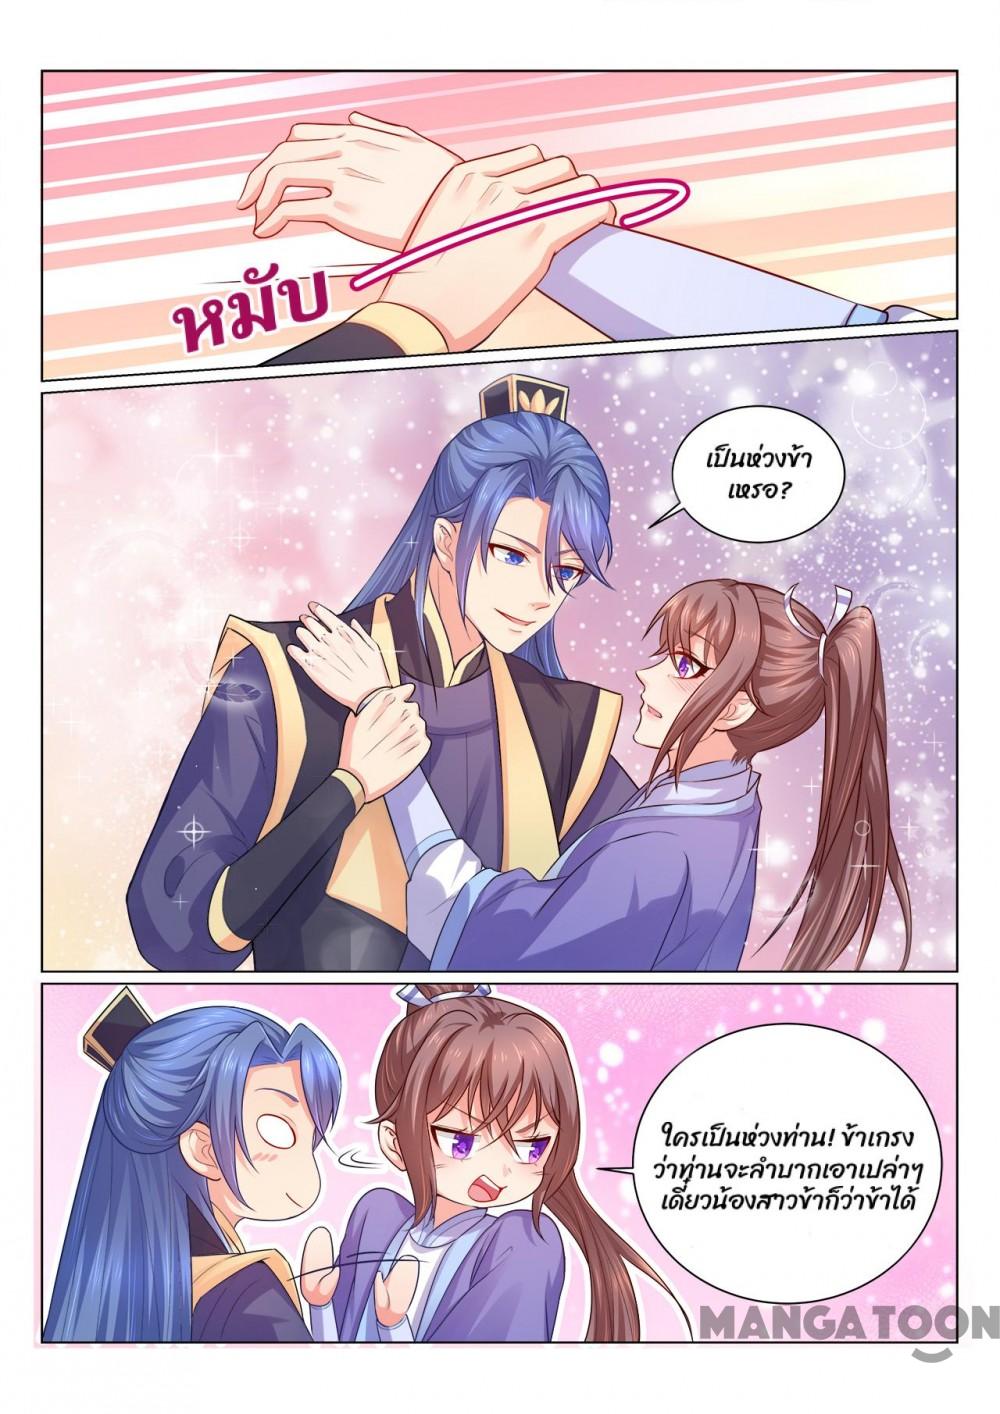 หมับ
เป็นห่วงข้า
เหรอ?
ใครเป็นห่วงท่าน! ข้าเกรง
ว่าท่านจะลำบากเอาเปล่าๆ
เดี๋ยวน้องสาวข้าก็ว่าข้าได้
MANGATOON